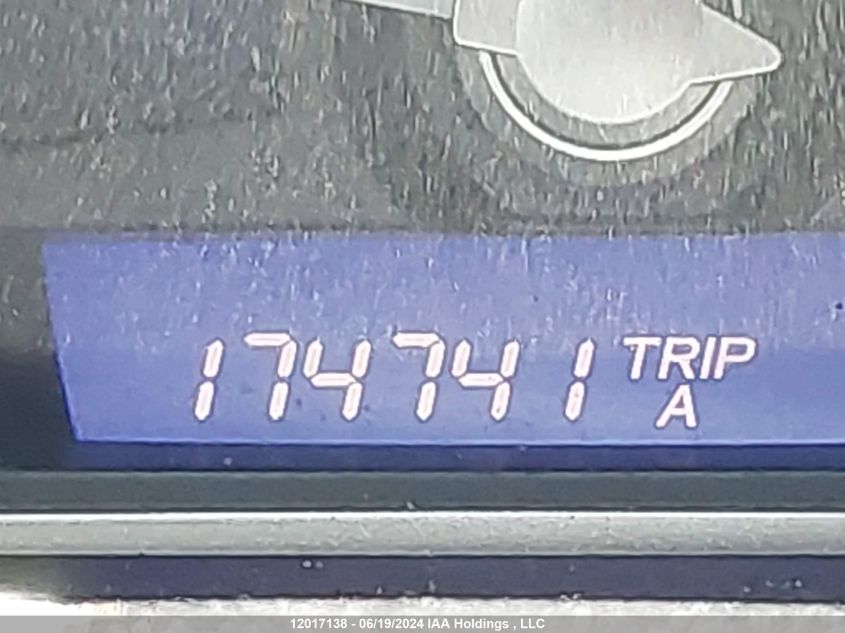 174741 TRIP
A
12017138 - 06/19/2024 IAA Holdings , LLC